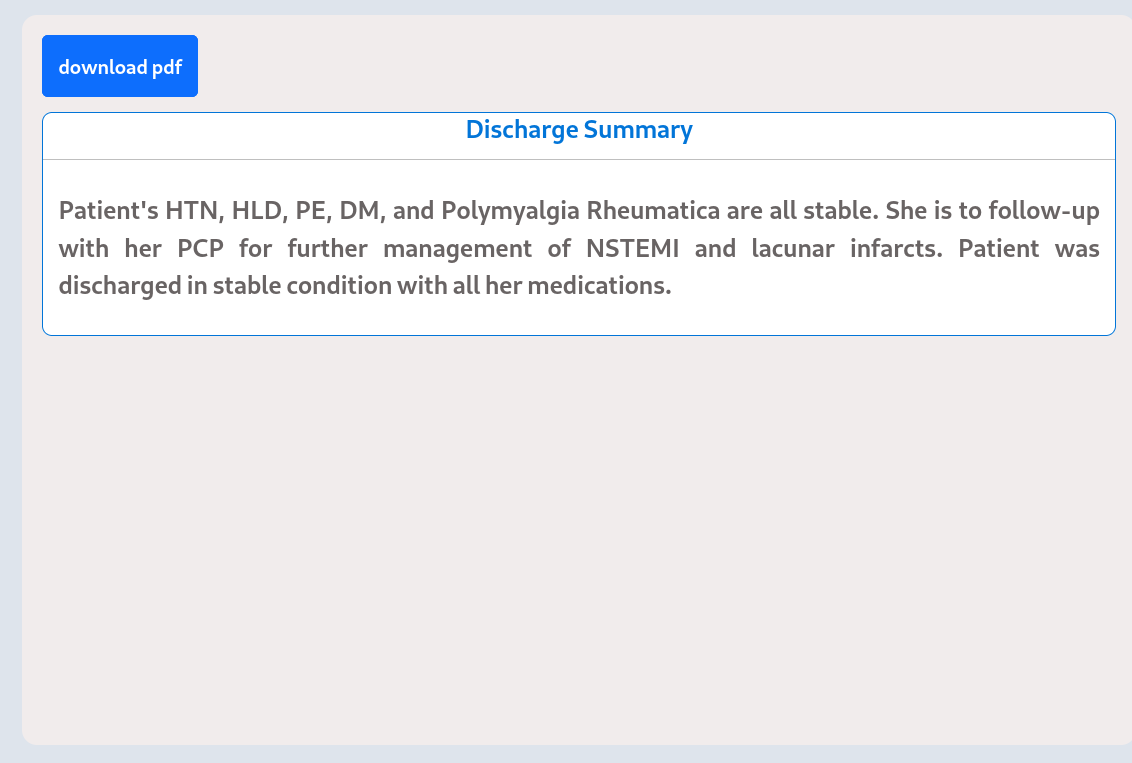 download pdf
Discharge Summary
Patient's HTN, HLD, PE, DM, and Polymyalgia Rheumatica are all stable. She is to follow-up
with her PCP for further management of NSTEMI and lacunar infarcts. Patient was
discharged in stable condition with all her medications.